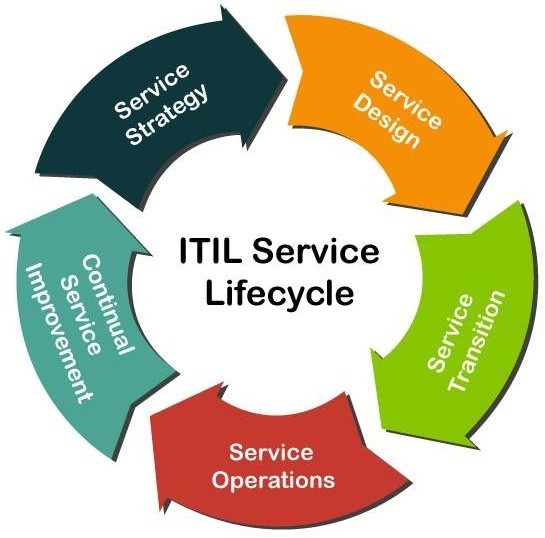 ITIL Service
Lifecycle
Service
Strategy
Service
Design
Service
Transition
Service
Operations
Continual
Service
Improvement